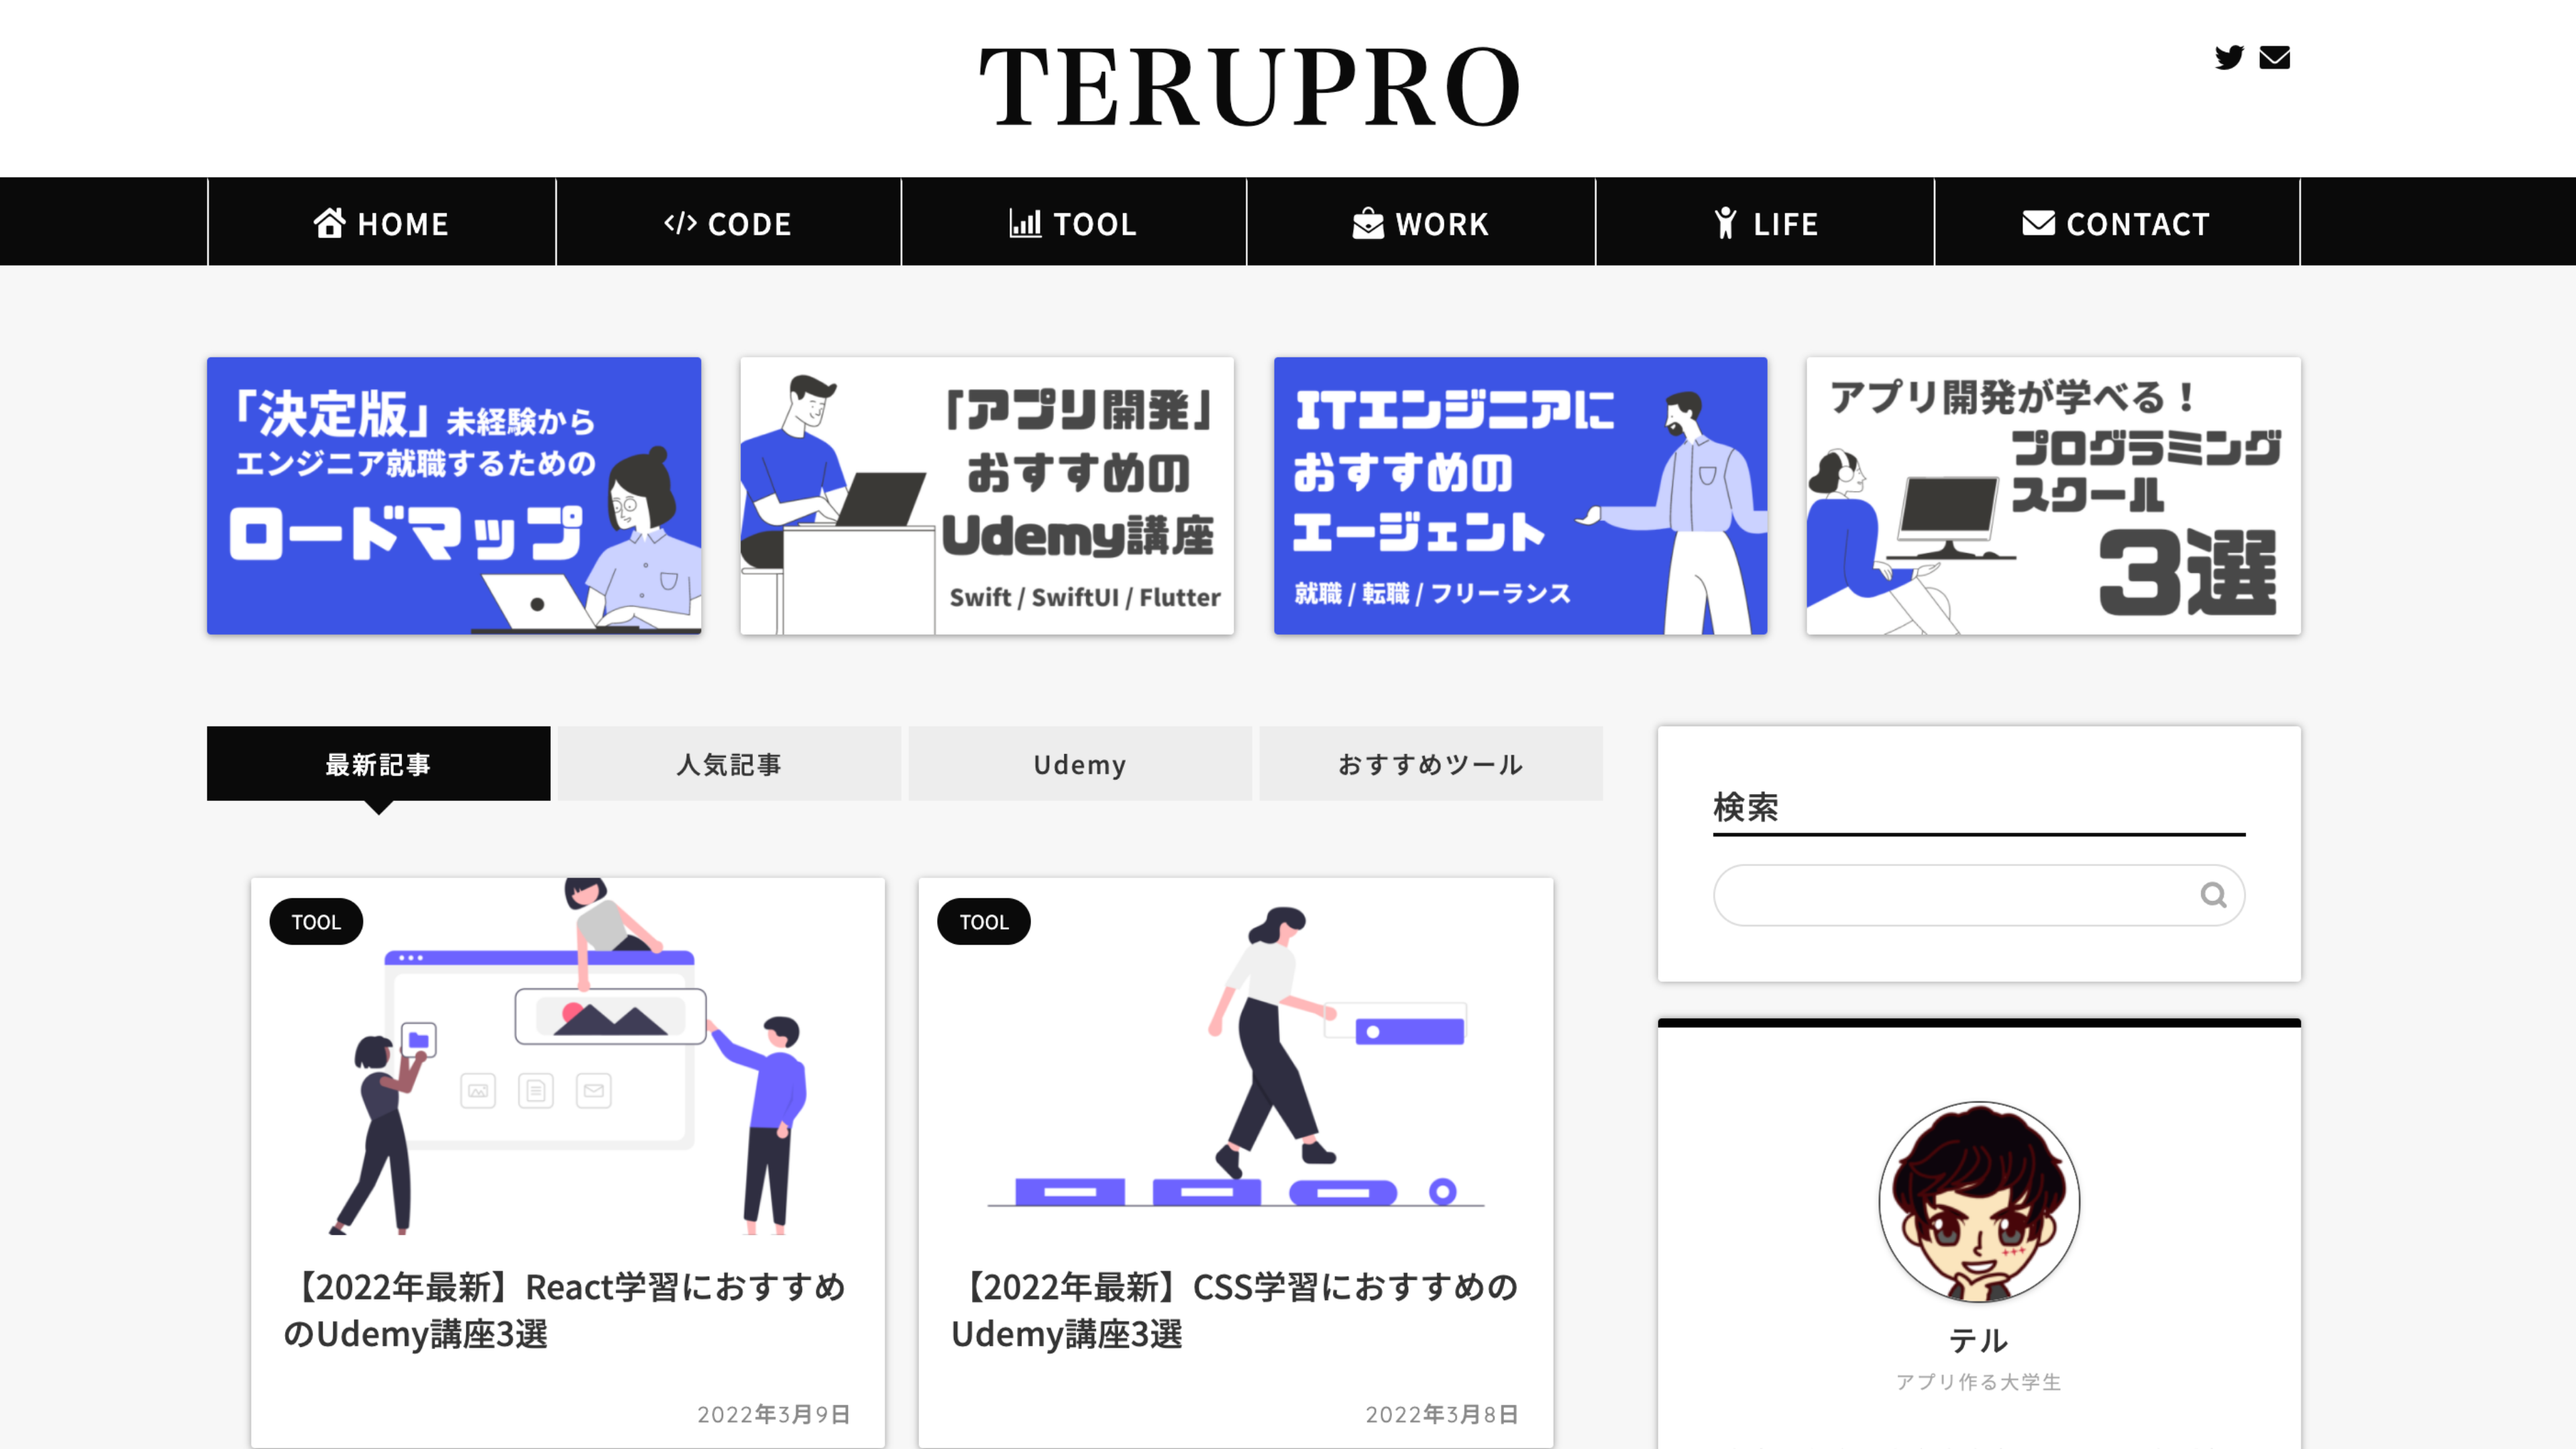 TERUPRO
HOME
CODE
TOOL
WORK
LIFE
CONTACT
「決定版」未経験から
エンジニア就職するための
ロードマップ
「アプリ開発」
おすすめの
Udemy講座
Swift / SwiftUI / Flutter
ITエンジニアに
おすすめの
エージェント
就職 / 転職 / フリーランス
アプリ開発が学べる！
プログラミング
スクール
3選
最新記事
人気記事
Udemy
おすすめツール
TOOL
【2022年最新】React学習におすすめ
のUdemy講座3選
2022年3月9日
TOOL
【2022年最新】CSS学習におすすめの
Udemy講座3選
2022年3月8日
検索
テル
アプリ作る大学生